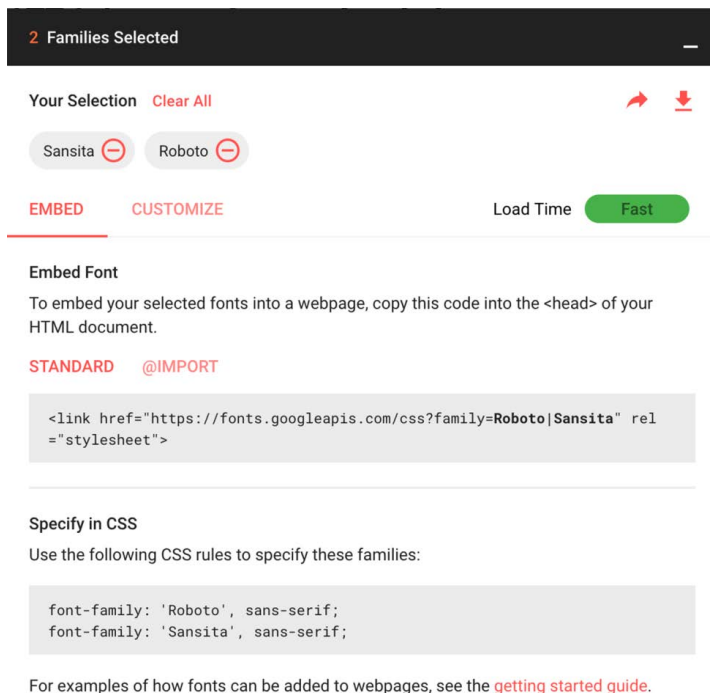 2 Families Selected
Your Selection Clear All
Sansita Roboto
EMBED CUSTOMIZE Load Time Fast
Embed Font
To embed your selected fonts into a webpage, copy this code into the <head> of your
HTML document.
STANDARD @IMPORT
<link href="https://fonts.googleapis.com/css?family=Roboto|Sansita" rel
="stylesheet">
Specify in CSS
Use the following CSS rules to specify these families:
font-family: 'Roboto', sans-serif;
font-family: 'Sansita', sans-serif;
For examples of how fonts can be added to webpages, see the getting started guide.